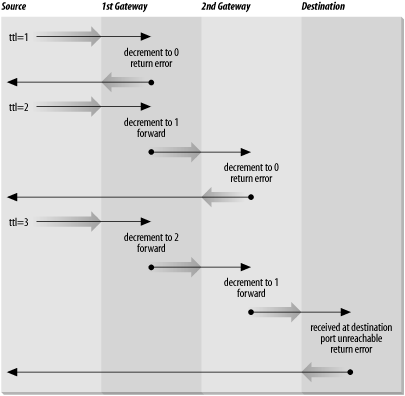 Source 1st Gateway 2nd Gateway Destination
ttl=1
decrement to 0
return error
ttl=2
decrement to 1
forward
decrement to 0
return error
ttl=3
decrement to 2
forward
decrement to 1
forward
received at destination
port unreachable
return error